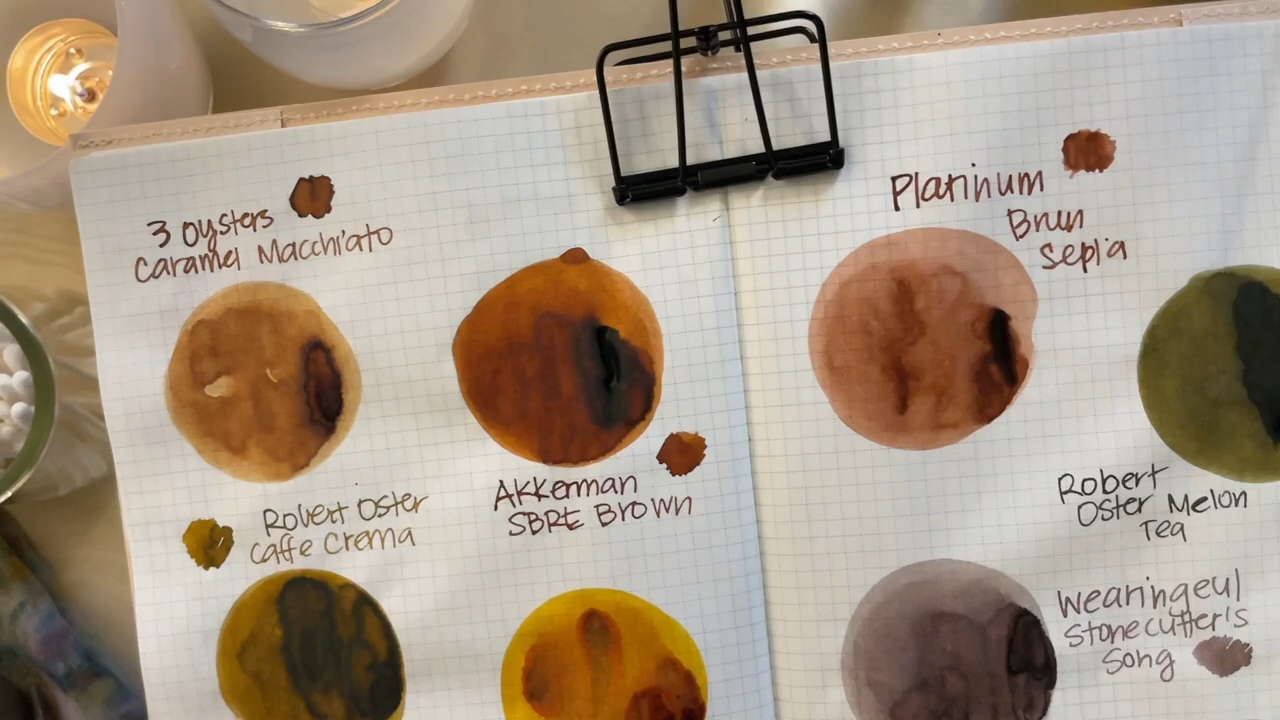 3 Oysters
Caramel Macchiato
Platinum
Brun
Sepia
Akkerman
SBRE Brown
Robert Oster
Caffe Crema
Robert
Oster Melon
Tea
Wearingeul
Stonecutter's
Song